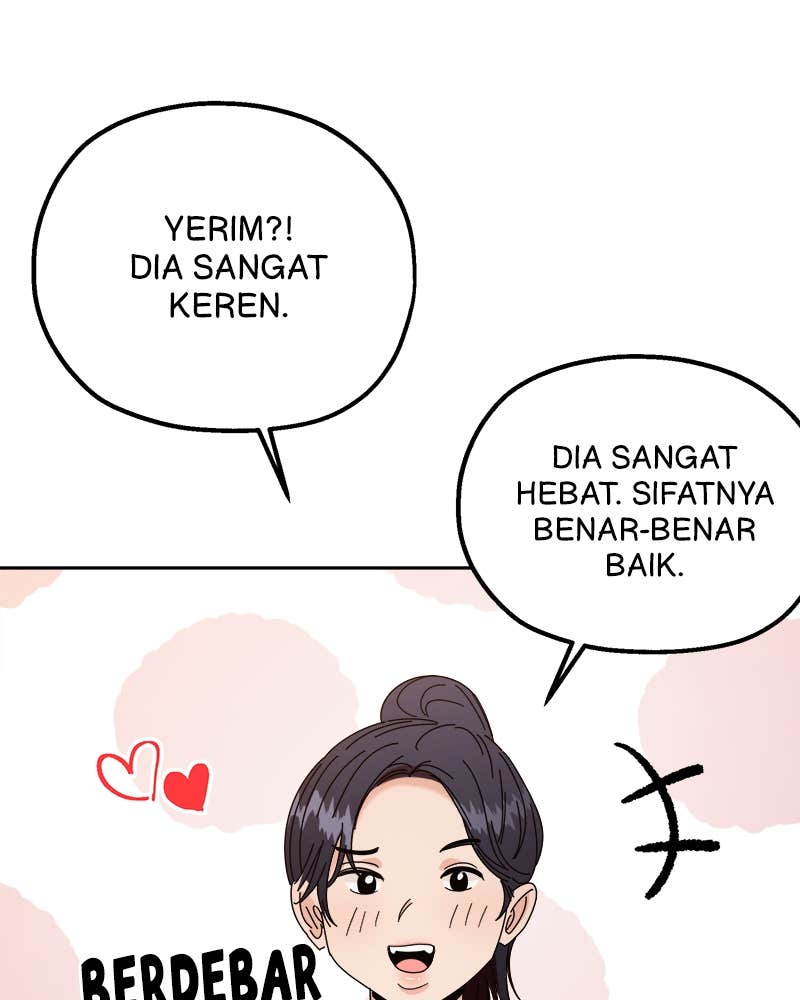 YERIM?!
DIA SANGAT
KEREN.
DIA SANGAT
HEBAT. SIFATNYA
BENAR-BENAR
BAIK.
BERDEBAR